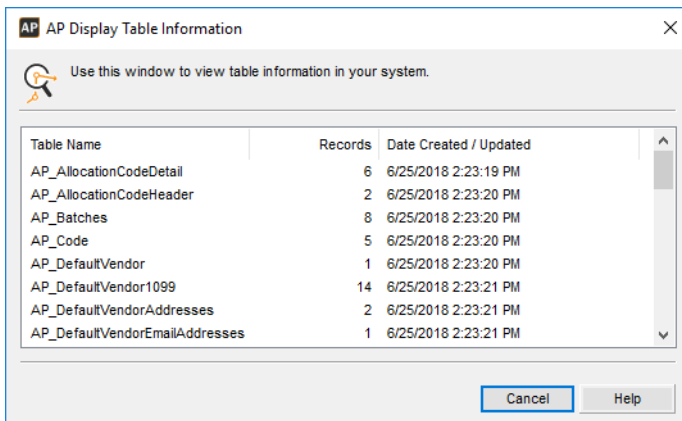 AP AP Display Table Information
Use this window to view table information in your system.
Table Name Records Date Created / Updated
AP_AllocationCodeDetail 6 6/25/2018 2:23:19 PM
AP_AllocationCodeHeader 2 6/25/2018 2:23:20 PM
AP_Batches 8 6/25/2018 2:23:20 PM
AP_Code 5 6/25/2018 2:23:20 PM
AP_DefaultVendor 1 6/25/2018 2:23:20 PM
AP_DefaultVendor1099 14 6/25/2018 2:23:21 PM
AP_DefaultVendorAddresses 2 6/25/2018 2:23:21 PM
AP_DefaultVendorEmailAddresses 1 6/25/2018 2:23:21 PM
Cancel Help